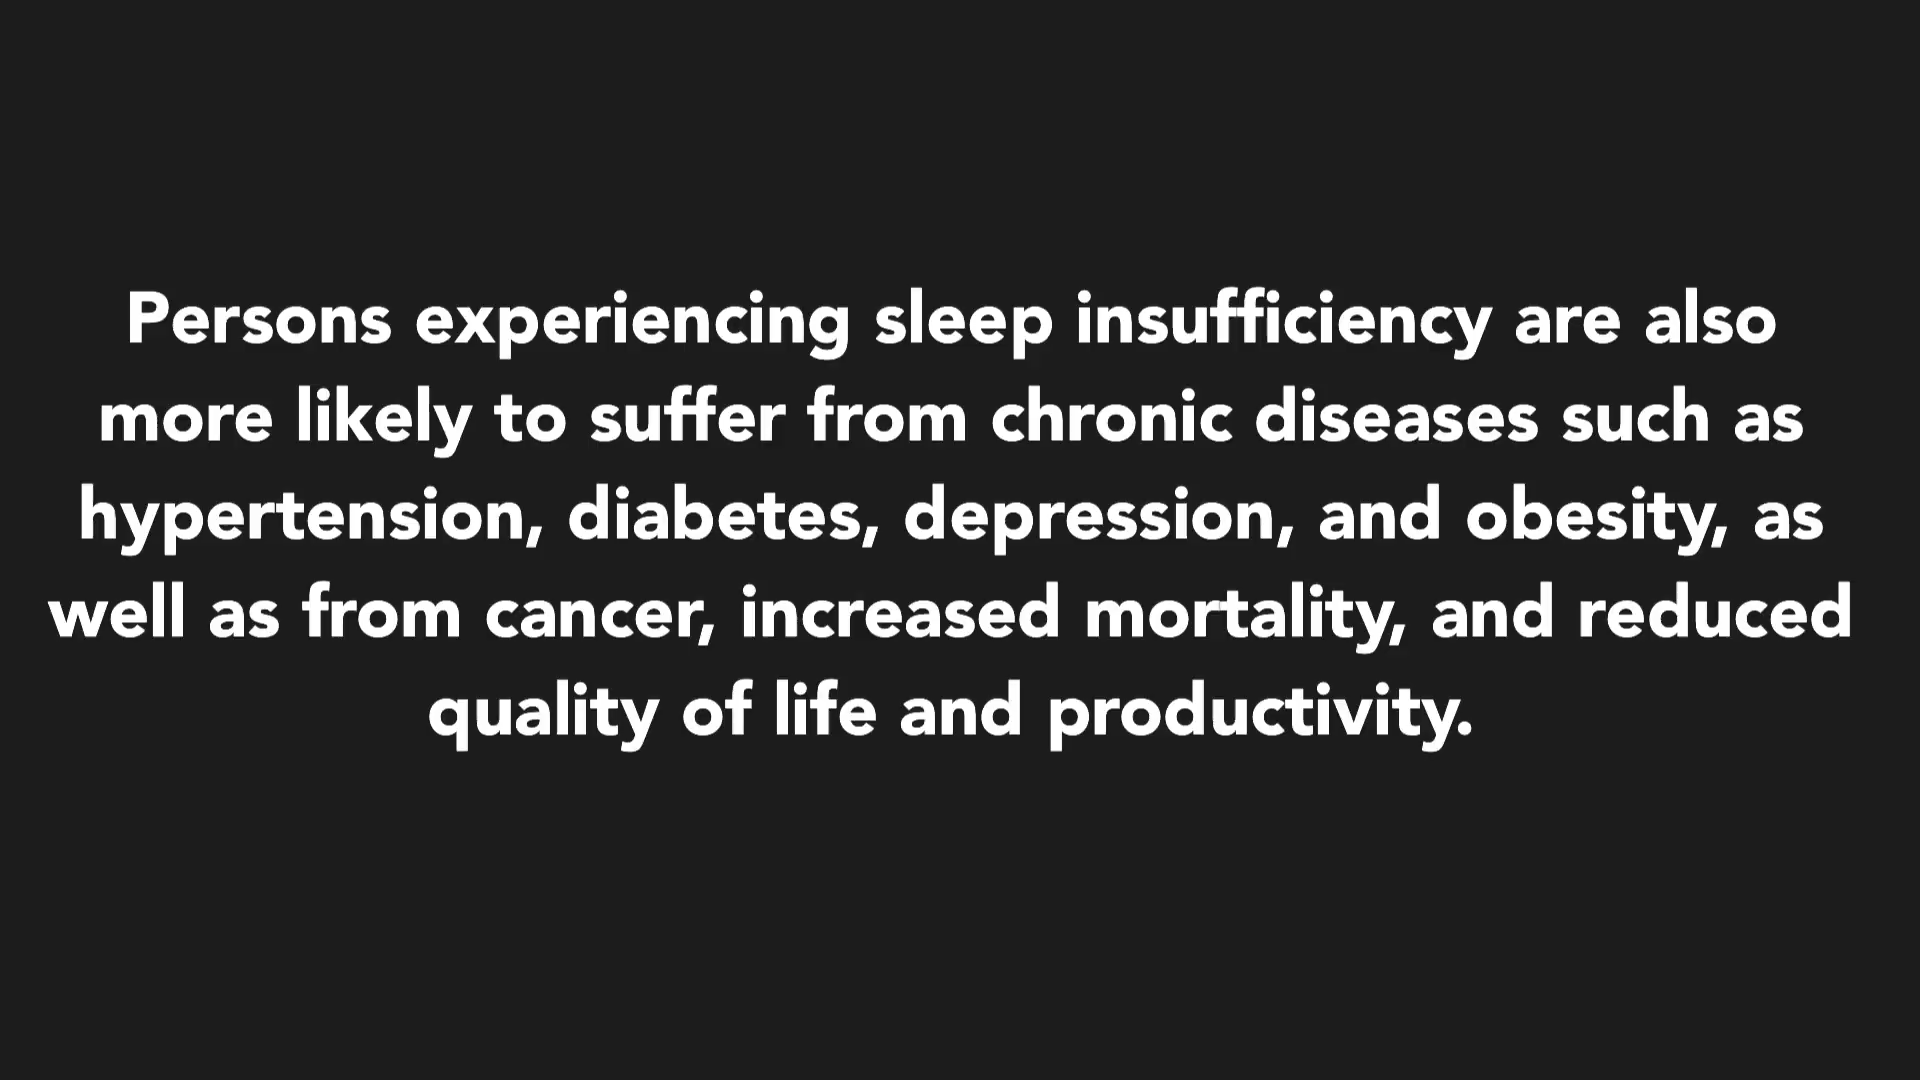 Persons experiencing sleep insufficiency are also
more likely to suffer from chronic diseases such as
hypertension, diabetes, depression, and obesity, as
well as from cancer, increased mortality, and reduced
quality of life and productivity.